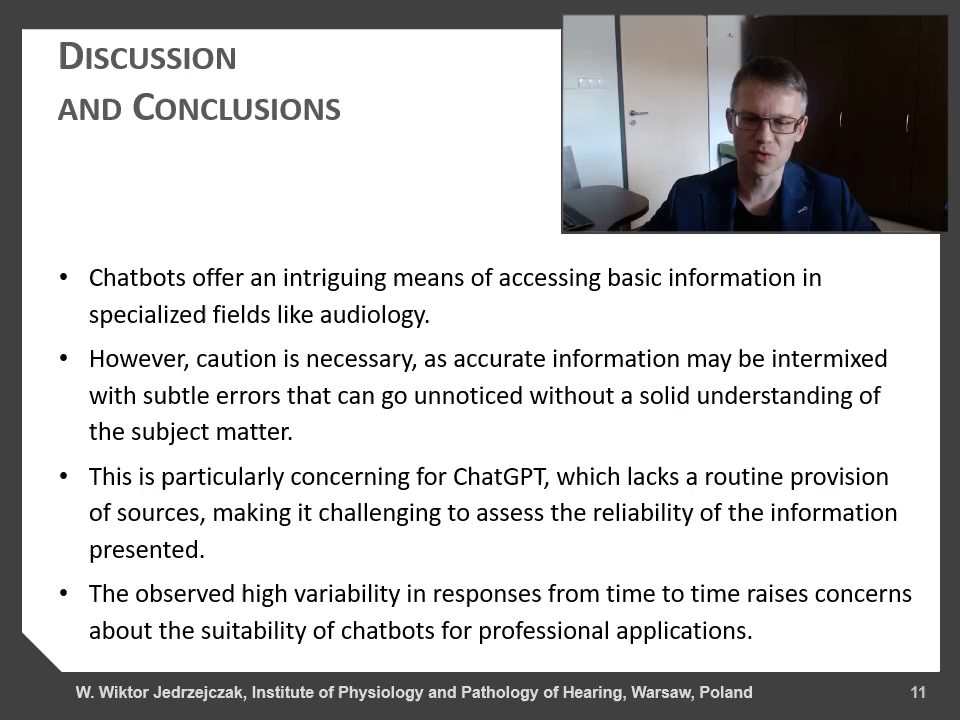 DISCUSSION
AND CONCLUSIONS
• Chatbots offer an intriguing means of accessing basic information in
specialized fields like audiology.
• However, caution is necessary, as accurate information may be intermixed
with subtle errors that can go unnoticed without a solid understanding of
the subject matter.
• This is particularly concerning for ChatGPT, which lacks a routine provision
of sources, making it challenging to assess the reliability of the information
presented.
• The observed high variability in responses from time to time raises concerns
about the suitability of chatbots for professional applications.
W. Wiktor Jedrzejczak, Institute of Physiology and Pathology of Hearing, Warsaw, Poland
11